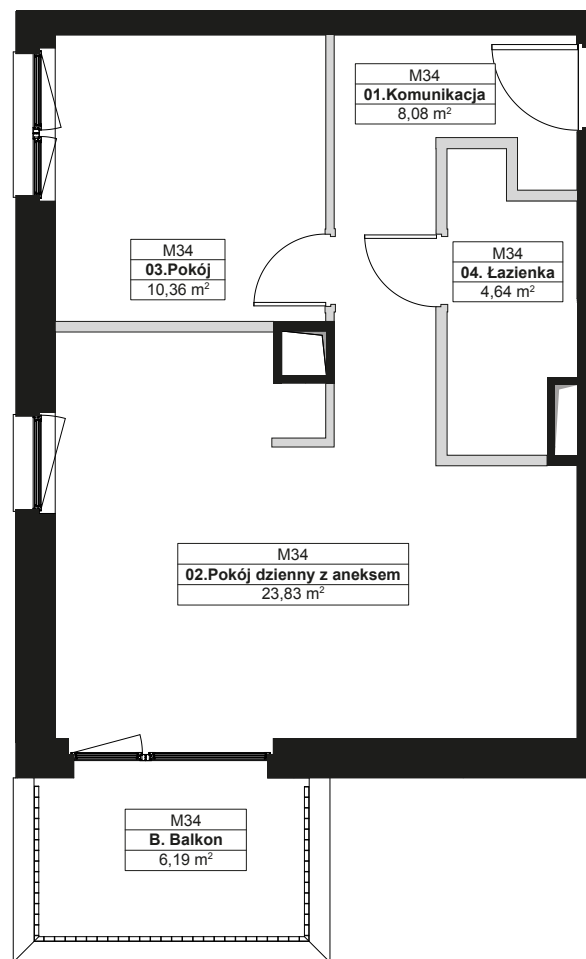 M34
01.Komunikacja
8,08 m²
M34
03.Pokój
10,36 m²
M34
04. Łazienka
4,64 m²
M34
02.Pokój dzienny z aneksem
23,83 m²
M34
B. Balkon
6,19 m²